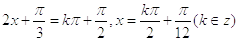 2x + π/3 = kπ + π/2, x = kπ/2 + π/12 (k∈z)